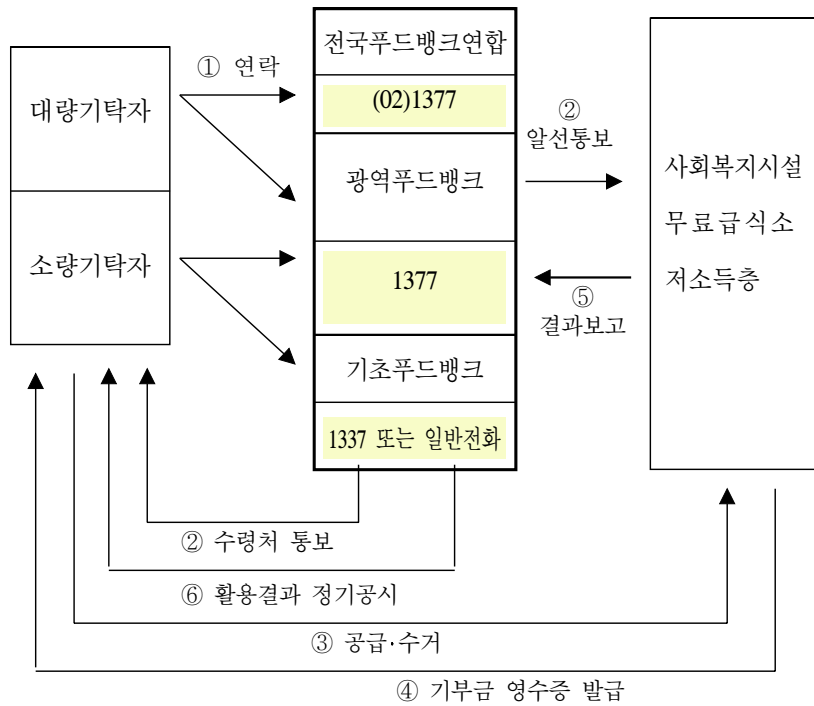 대량기탁자
소량기탁자
① 연락
전국푸드뱅크연합
(02)1377
광역푸드뱅크
1377
기초푸드뱅크
1337 또는 일반전화
②
알선통보
⑤
결과보고
사회복지시설
무료급식소
저소득층
② 수령처 통보
⑥ 활용결과 정기공시
③ 공급·수거
④ 기부금 영수증 발급